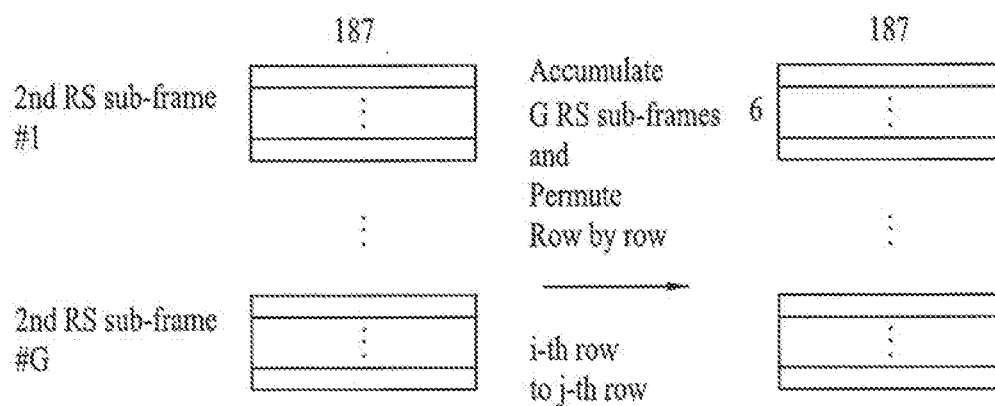 187
187
2nd RS sub-frame
#1
Accumulate
G RS sub-frames
and
Permute
Row by row
6
2nd RS sub-frame
#G
i-th row
to j-th row